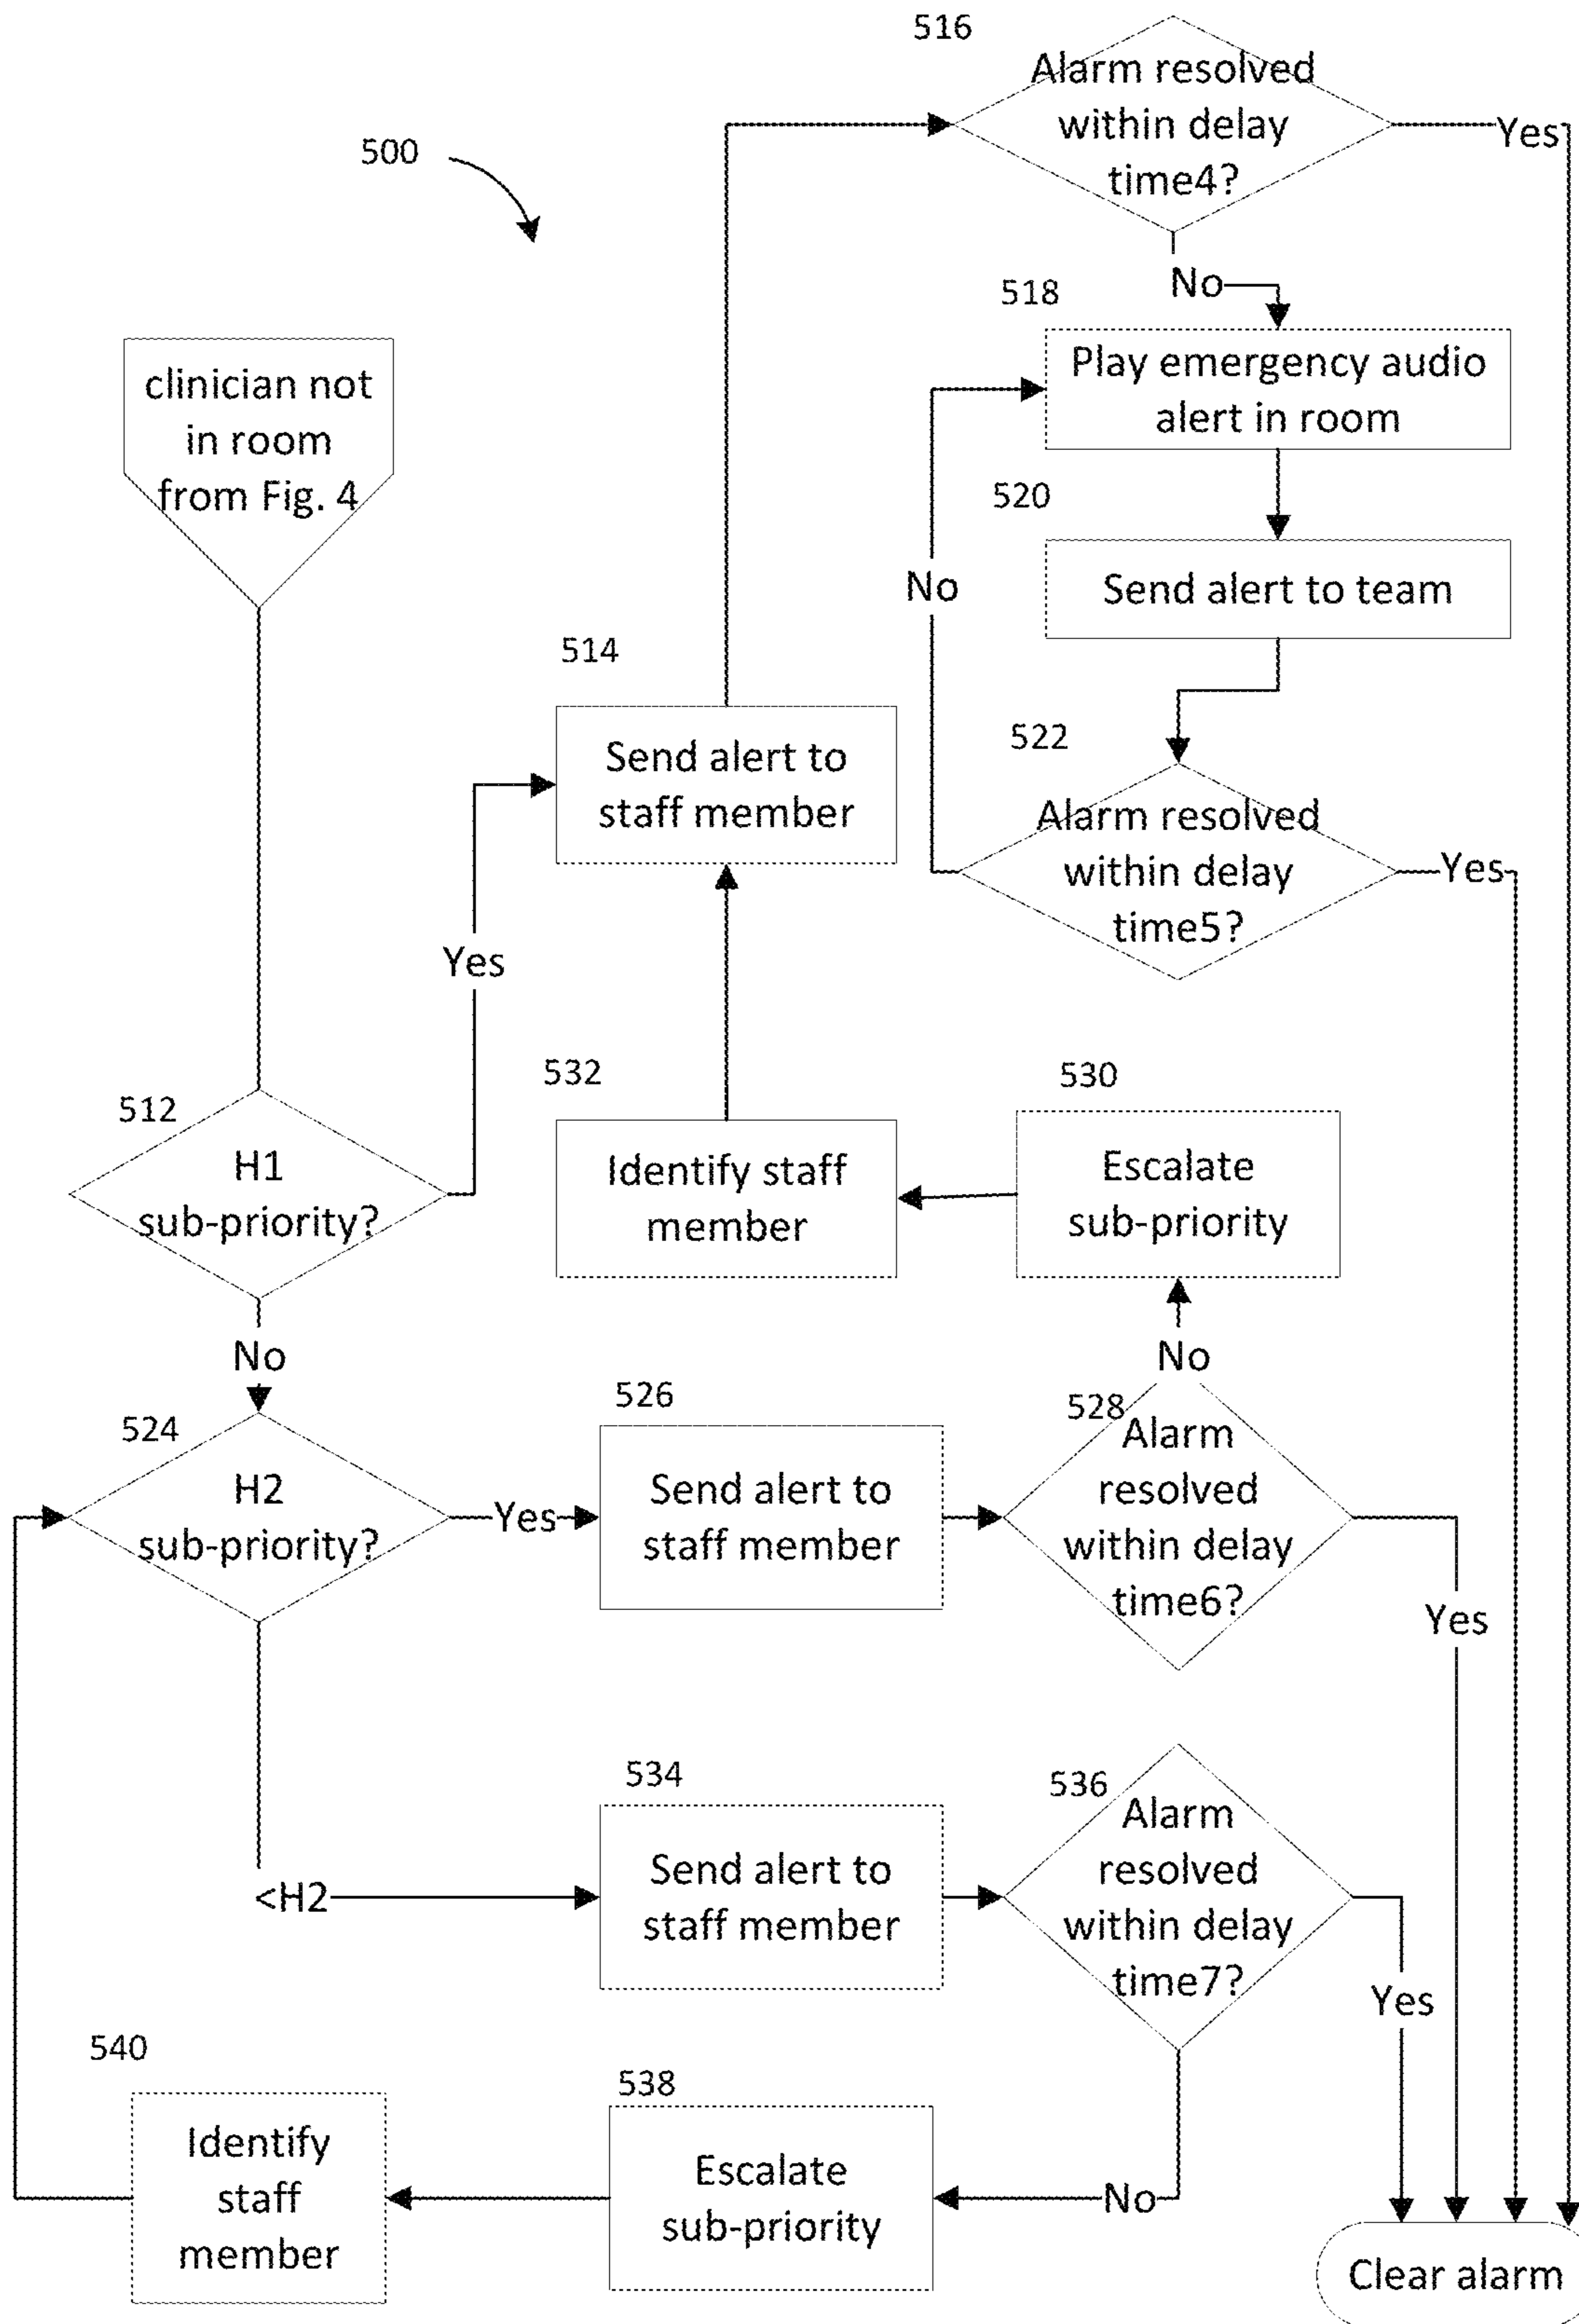 516
Alarm resolved
within delay
time4?
Yes
500
No
518
Play emergency audio
alert in room
clinician not
in room
from Fig. 4
520
Send alert to team
No
514
Send alert to
staff member
522
Alarm resolved
within delay
time5?
Yes
Yes
532
Identify staff
member
530
Escalate
sub-priority
512
H1
sub-priority?
No
No
524
H2
sub-priority?
Yes
526
Send alert to
staff member
528
Alarm
resolved
within delay
time6?
Yes
<H2
534
Send alert to
staff member
536
Alarm
resolved
within delay
time7?
Yes
540
Identify
staff
member
538
Escalate
sub-priority
No
Clear alarm